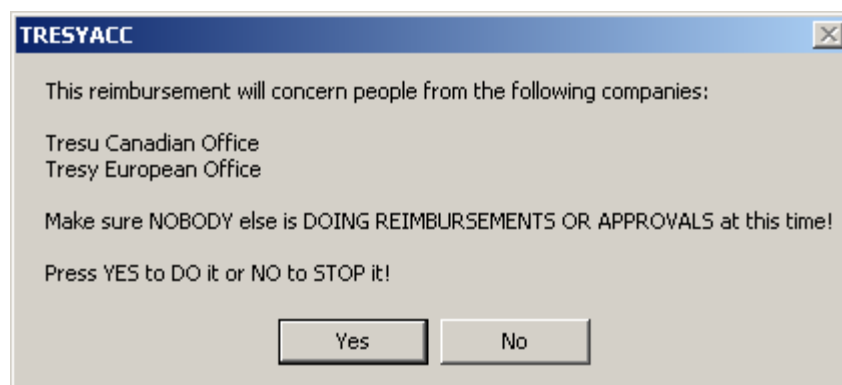 TRESYACC
This reimbursement will concern people from the following companies:
Tresu Canadian Office
Tresy European Office
Make sure NOBODY else is DOING REIMBURSEMENTS OR APPROVALS at this time!
Press YES to DO it or NO to STOP it!
Yes
No